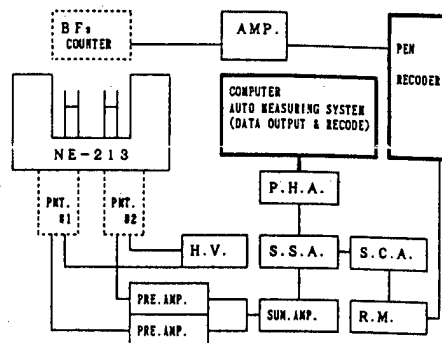 BF₃
COUNTER
AMP.
PEN
RECODER
COMPUTER
AUTO MEASURING SYSTEM
(DATA OUTPUT & RECODE)
NE-213
P.H.A.
PMT.
#1
PMT.
#2
H.V.
S.S.A.
S.C.A.
PRE.AMP.
PRE.AMP.
SUM.AMP.
R.M.